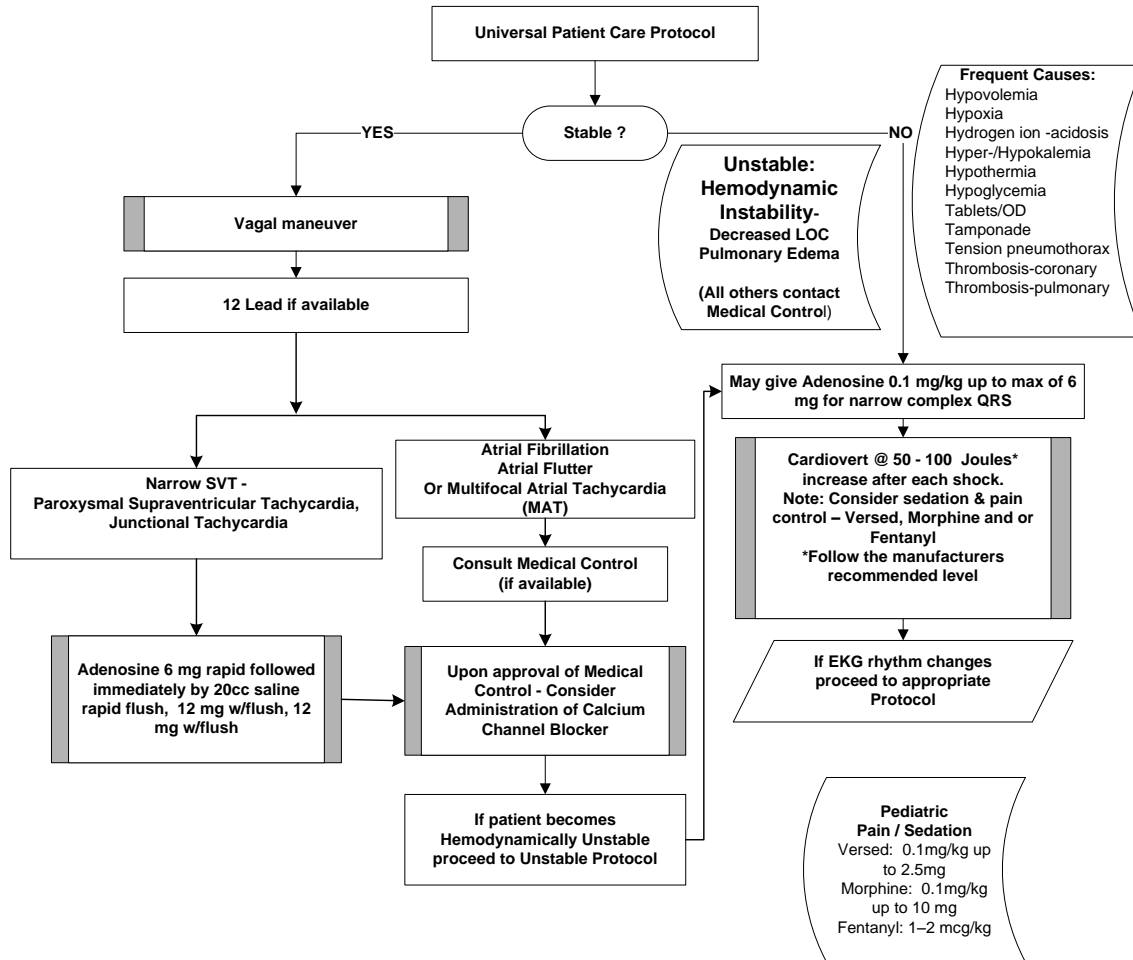 Universal Patient Care Protocol
Stable ?
YES
NO
Frequent Causes:
Hypovolemia
Hypoxia
Hydrogen ion -acidosis
Hyper-/Hypokalemia
Hypothermia
Hypoglycemia
Tablets/OD
Tamponade
Tension pneumothorax
Thrombosis-coronary
Thrombosis-pulmonary
Unstable:
Hemodynamic
Instability-
Decreased LOC
Pulmonary Edema
(All others contact
Medical Control)
Vagal maneuver
12 Lead if available
Narrow SVT -
Paroxysmal Supraventricular Tachycardia,
Junctional Tachycardia
Atrial Fibrillation
Atrial Flutter
Or Multifocal Atrial Tachycardia
(MAT)
Consult Medical Control
(if available)
Adenosine 6 mg rapid followed
immediately by 20cc saline
rapid flush, 12 mg w/flush, 12
mg w/flush
Upon approval of Medical
Control - Consider
Administration of Calcium
Channel Blocker
If patient becomes
Hemodynamically Unstable
proceed to Unstable Protocol
May give Adenosine 0.1 mg/kg up to max of 6
mg for narrow complex QRS
Cardiovert @ 50 - 100 Joules*
increase after each shock.
Note: Consider sedation & pain
control – Versed, Morphine and or
Fentanyl
*Follow the manufacturers
recommended level
If EKG rhythm changes
proceed to appropriate
Protocol
Pediatric
Pain / Sedation
Versed: 0.1mg/kg up
to 2.5mg
Morphine: 0.1mg/kg
up to 10 mg
Fentanyl: 1–2 mcg/kg